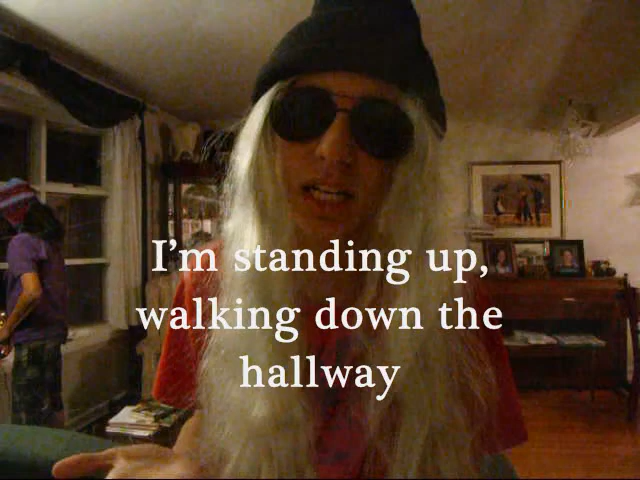 I’m standing up,
walking down the
hallway